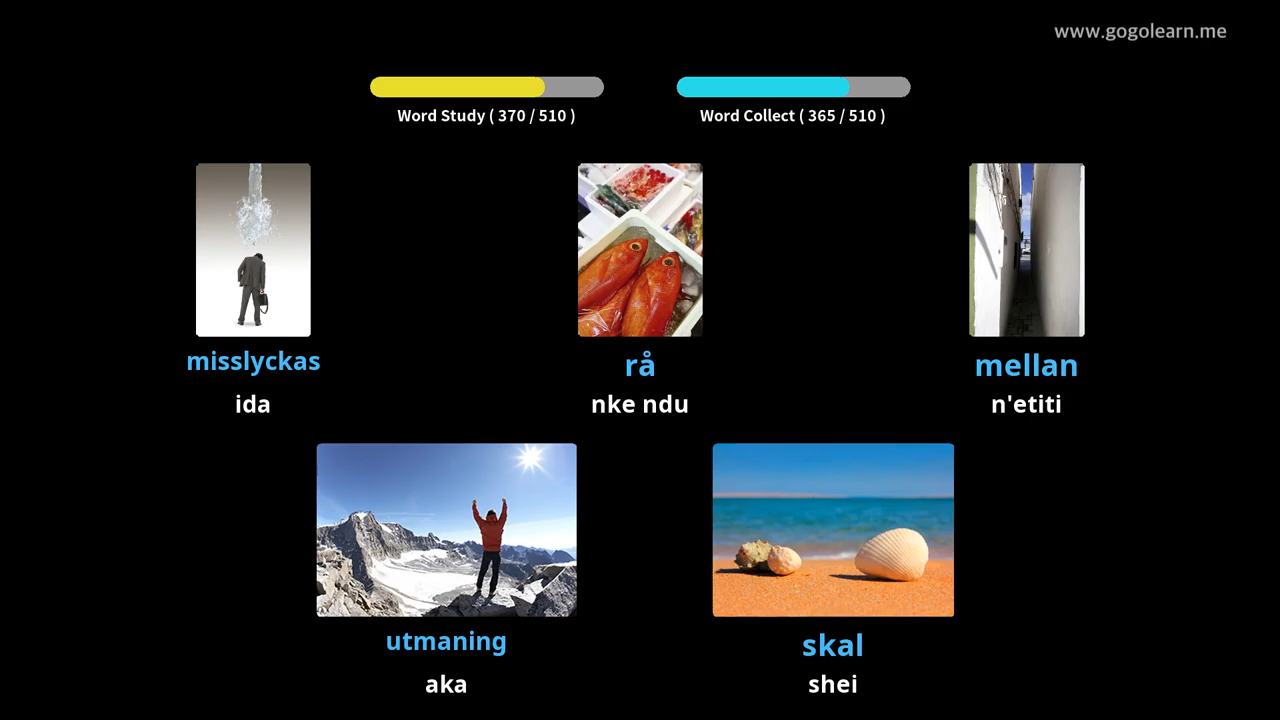 www.gogolearn.me
Word Study ( 370 / 510 )
Word Collect ( 365 / 510 )
misslyckas
ida
rå
nke ndu
mellan
n'etiti
utmaning
aka
skal
shei